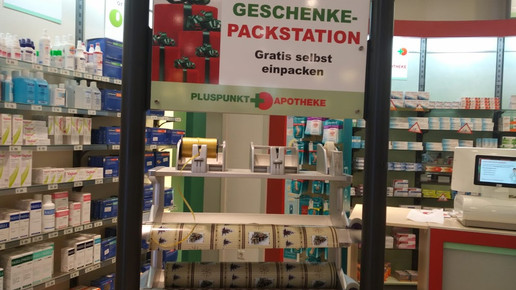 GESCHENKE-
PACKSTATION
Gratis selbst
einpacken
PLUSPUNKT APOTHEKE